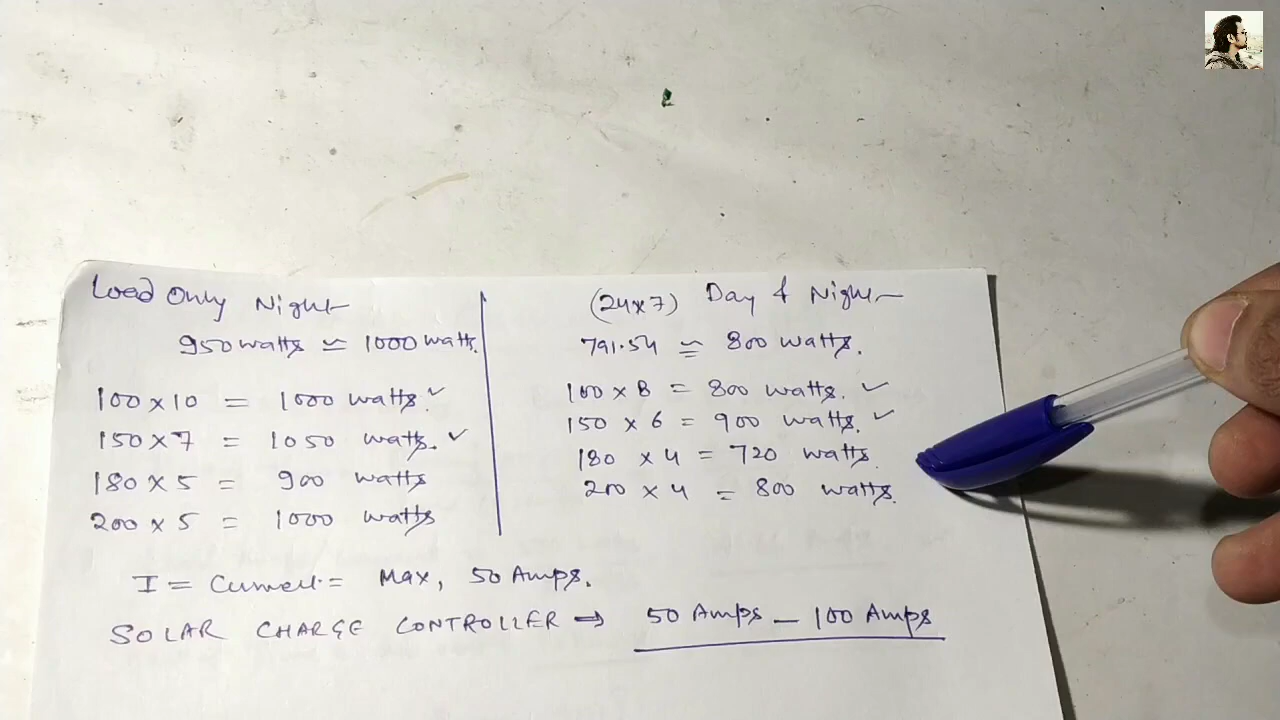 Load Only Night
950 watts ≃ 1000 watts.
100 x 10 = 1000 watts. ✓
150 x 7 = 1050 watts. ✓
180 x 5 = 900 watts
200 x 5 = 1000 watts
(24x7) Day & Night
791.54 ≅ 800 watts.
100 x 8 = 800 watts. ✓
150 x 6 = 900 watts. ✓
180 x 4 = 720 watts.
200 x 4 = 800 watts.
I = Current = Max, 50 Amps.
SOLAR CHARGE CONTROLLER ⇒ 50 Amps – 100 Amps